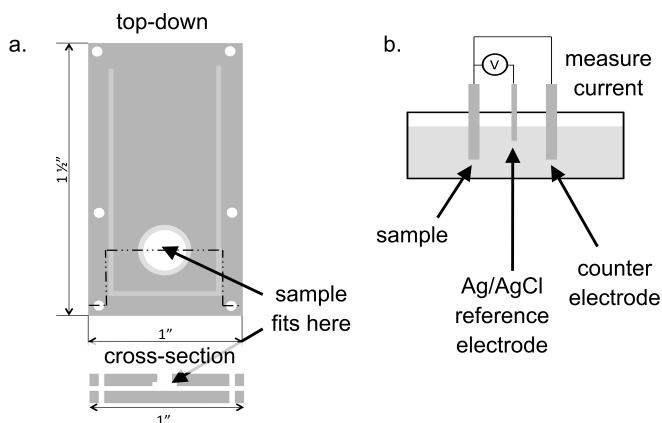 a.
top-down
1 ½"
sample
fits here
1"
cross-section
1"
b.
V
measure
current
sample
Ag/AgCl
reference
electrode
counter
electrode